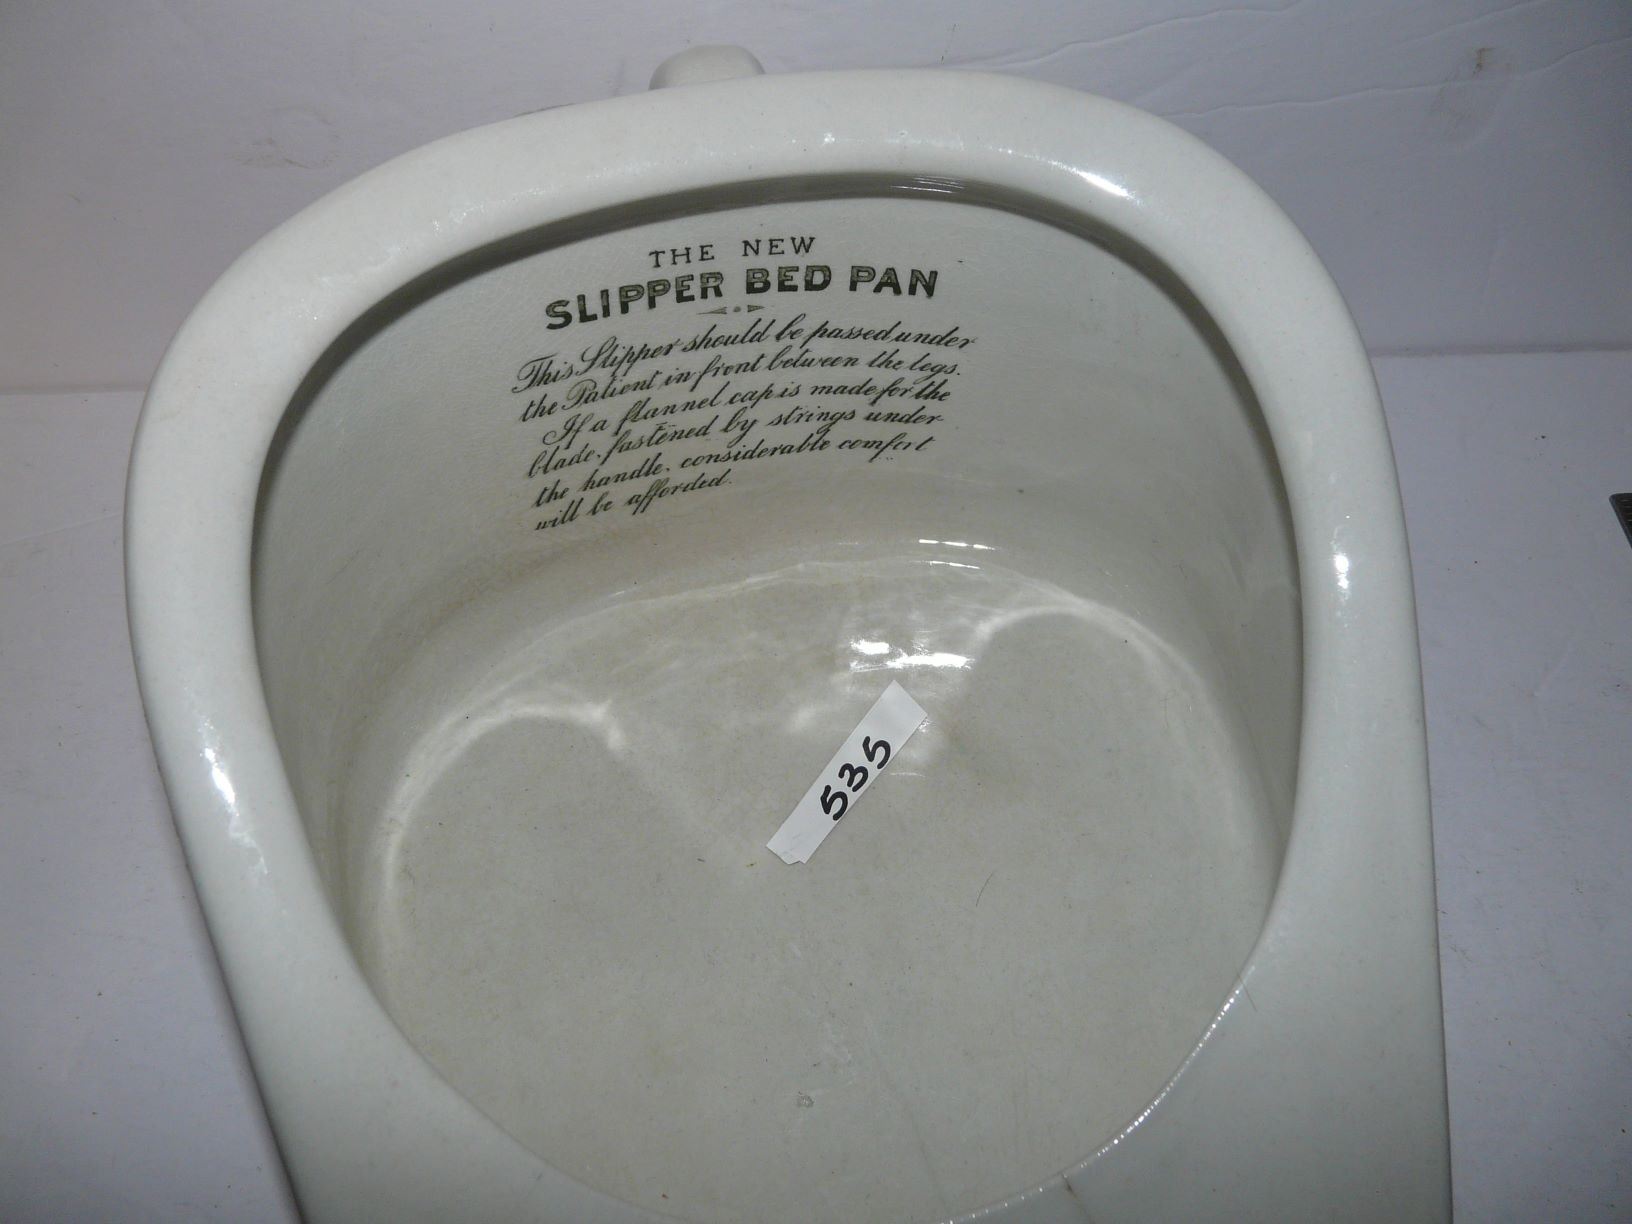 THE NEW
SLIPPER BED PAN
This Slipper should be passed under
the Patient in front between the legs.
If a flannel cap is made for the
blade, fastened by strings under
the handle, considerable comfort
will be afforded.
535